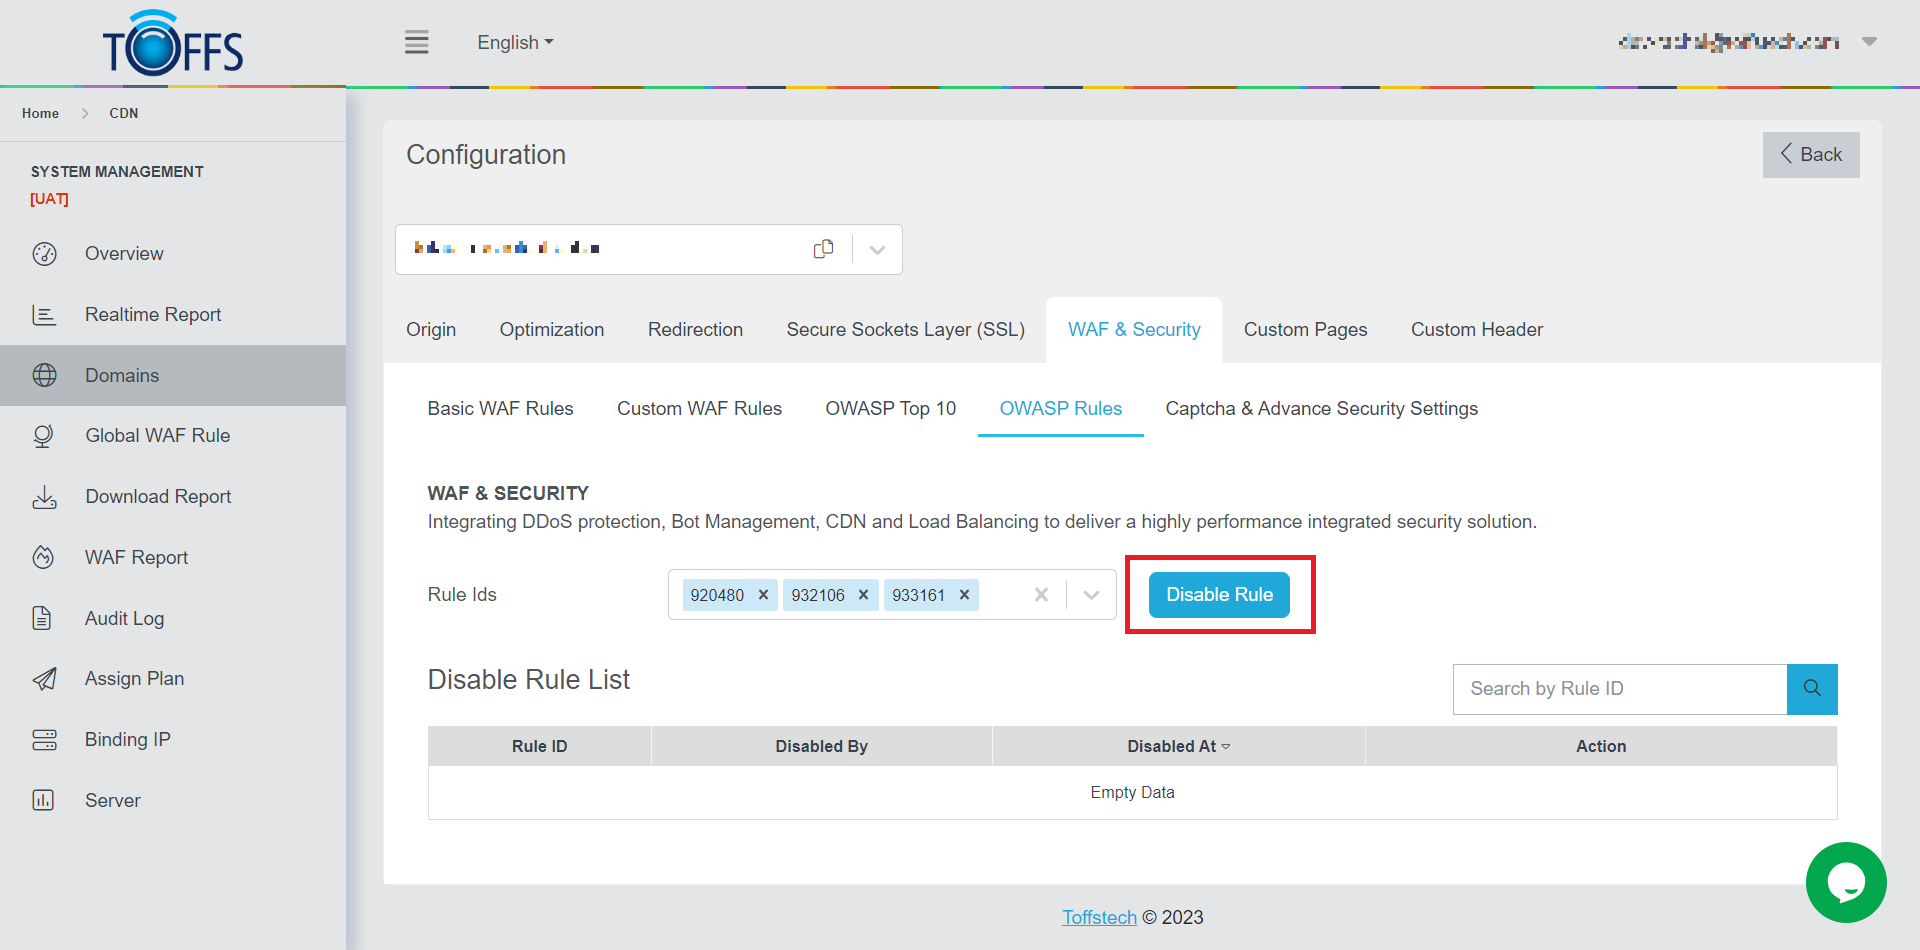 TOFFS
English
Home > CDN
SYSTEM MANAGEMENT
[UAT]
Overview
Realtime Report
Domains
Global WAF Rule
Download Report
WAF Report
Audit Log
Assign Plan
Binding IP
Server
Configuration
Back
Origin Optimization Redirection Secure Sockets Layer (SSL) WAF & Security Custom Pages Custom Header
Basic WAF Rules Custom WAF Rules OWASP Top 10 OWASP Rules Captcha & Advance Security Settings
WAF & SECURITY
Integrating DDoS protection, Bot Management, CDN and Load Balancing to deliver a highly performance integrated security solution.
Rule Ids 920480 × 932106 × 933161 × Disable Rule
Disable Rule List
Search by Rule ID
Rule ID Disabled By Disabled At Action
Empty Data
Toffstech © 2023